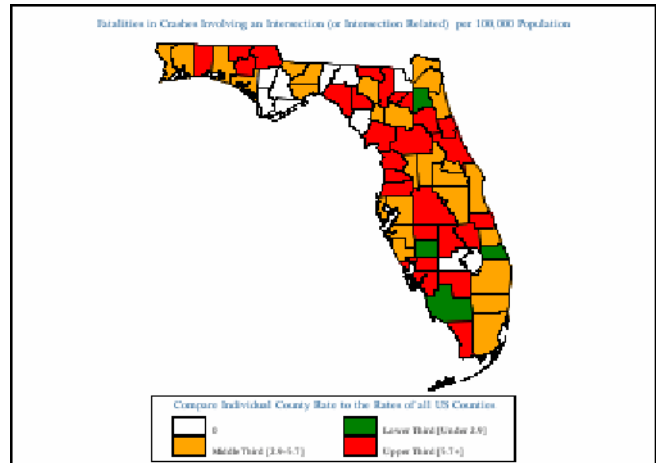 Fatalities in Crashes Involving an Intersection (or Intersection Related) per 100,000 Population
Compare Individual County Rate to the Rates of all US Counties
0
Lower Third [Under 2.9]
Middle Third [2.9-5.7]
Upper Third [5.7+]